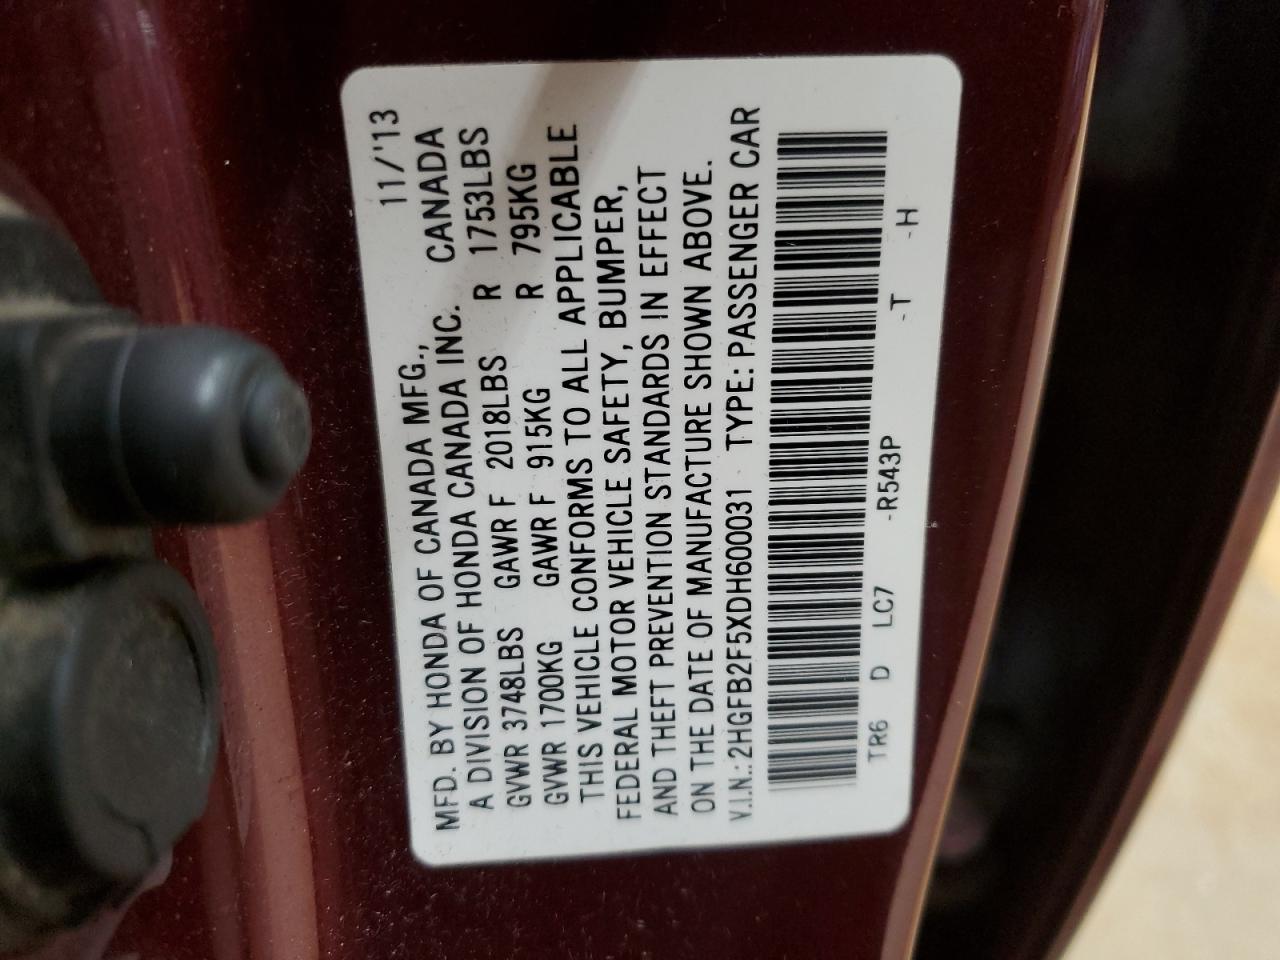 11/'13
MFD. BY HONDA OF CANADA MFG.,
A DIVISION OF HONDA CANADA INC. CANADA
GVWR 3748LBS GAWR F 2018LBS R 1753LBS
GVWR 1700KG GAWR F 915KG R 795KG
THIS VEHICLE CONFORMS TO ALL APPLICABLE
FEDERAL MOTOR VEHICLE SAFETY, BUMPER,
AND THEFT PREVENTION STANDARDS IN EFFECT
ON THE DATE OF MANUFACTURE SHOWN ABOVE.
V.I.N.: 2HGFB2F5XDH600031 TYPE: PASSENGER CAR
TR6 D LC7 -R543P -T -H